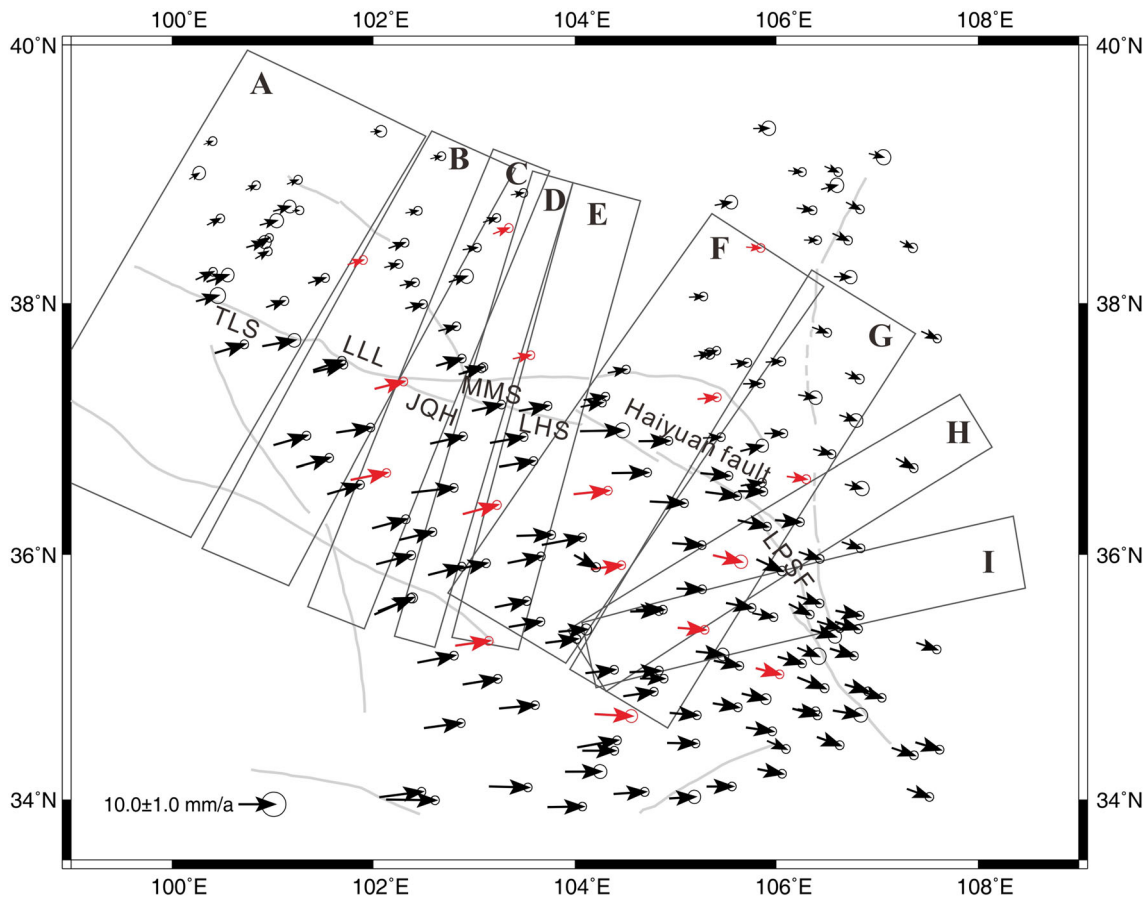 100˚E 102˚E 104˚E 106˚E 108˚E
40˚N 40˚N
A
B
C
D
E
F
38˚N 38˚N
TLS
LLL
G
MMS
JQH
LHS
Haiyuan fault
H
36˚N 36˚N
LPSF
I
10.0±1.0 mm/a
34˚N 34˚N
100˚E 102˚E 104˚E 106˚E 108˚E